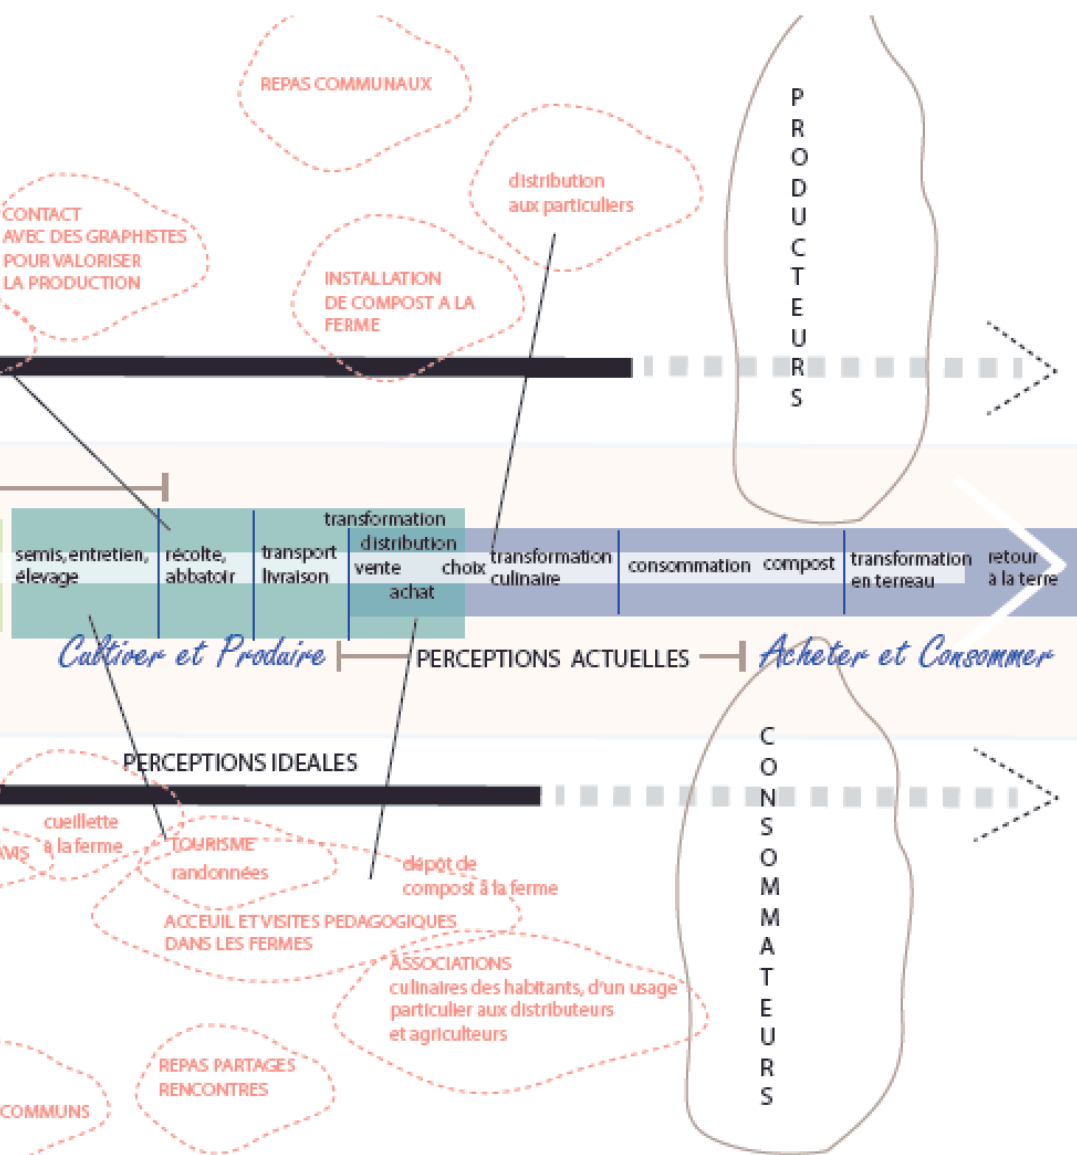 REPAS COMMUNAUX
distribution
aux particuliers
CONTACT
AVEC DES GRAPHISTES
POUR VALORISER
LA PRODUCTION
INSTALLATION
DE COMPOST A LA
FERME
PRODUCTEURS
semis, entretien,
élevage
récolte,
abbatoir
transport
livraison
transformation
distribution
vente
choix
achat
transformation
culinaire
consommation
compost
transformation
en terreau
retour
à la terre
Cultiver et Produire
PERCEPTIONS ACTUELLES
Acheter et Consommer
PERCEPTIONS IDEALES
CONSOMMATEURS
cueillette
à la ferme
TOURISME
randonnées
dépôt de
compost à la ferme
ACCEUIL ET VISITES PEDAGOGIQUES
DANS LES FERMES
ASSOCIATIONS
culinaires des habitants, d'un usage
particulier aux distributeurs
et agriculteurs
REPAS PARTAGES
RENCONTRES
COMMUNS